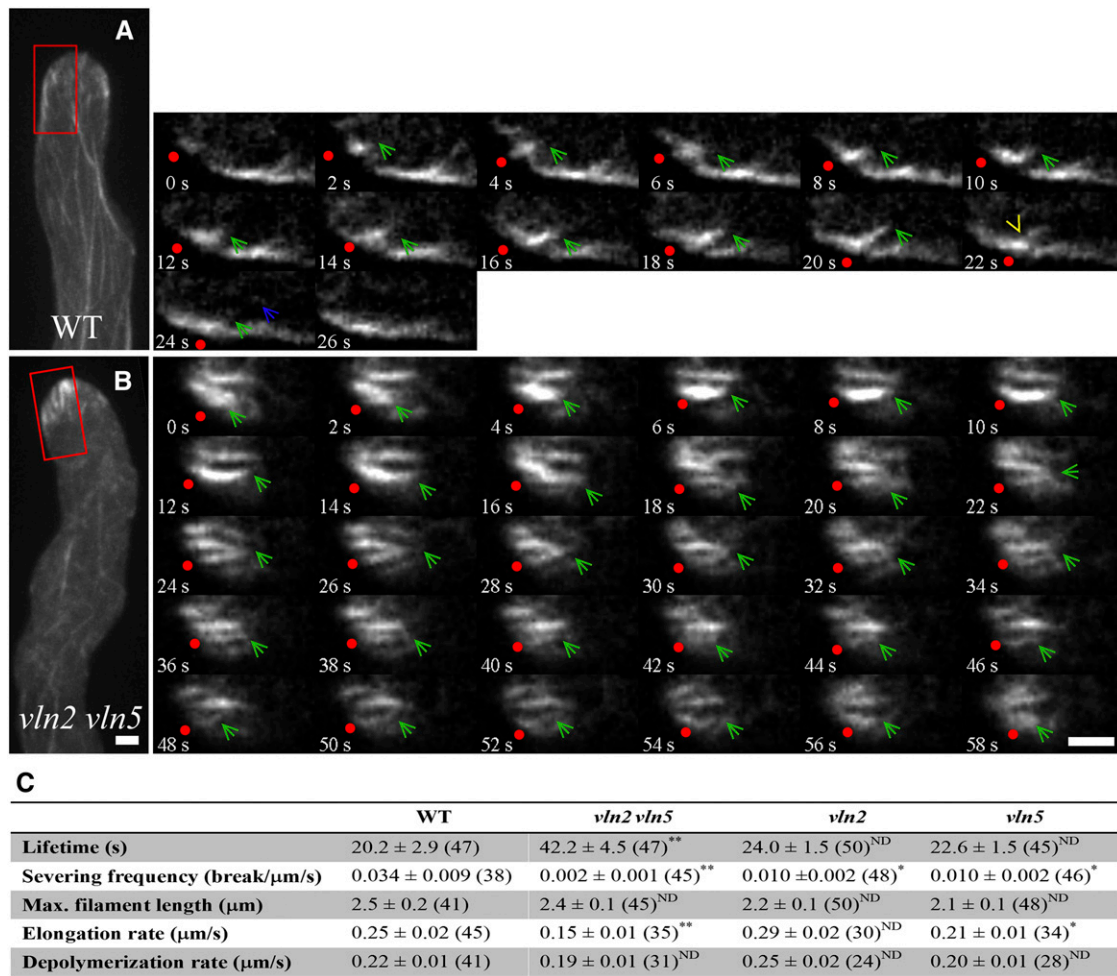 A
WT
0 s 2 s 4 s 6 s 8 s 10 s
12 s 14 s 16 s 18 s 20 s 22 s
24 s 26 s
B
vln2 vln5
0 s 2 s 4 s 6 s 8 s 10 s
12 s 14 s 16 s 18 s 20 s 22 s
24 s 26 s 28 s 30 s 32 s 34 s
36 s 38 s 40 s 42 s 44 s 46 s
48 s 50 s 52 s 54 s 56 s 58 s
C
WT vln2 vln5 vln2 vln5
Lifetime (s) 20.2 ± 2.9 (47) 42.2 ± 4.5 (47)** 24.0 ± 1.5 (50)ND 22.6 ± 1.5 (45)ND
Severing frequency (break/μm/s) 0.034 ± 0.009 (38) 0.002 ± 0.001 (45)** 0.010 ±0.002 (48)* 0.010 ± 0.002 (46)*
Max. filament length (μm) 2.5 ± 0.2 (41) 2.4 ± 0.1 (45)ND 2.2 ± 0.1 (50)ND 2.1 ± 0.1 (48)ND
Elongation rate (μm/s) 0.25 ± 0.02 (45) 0.15 ± 0.01 (35)** 0.29 ± 0.02 (30)ND 0.21 ± 0.01 (34)*
Depolymerization rate (μm/s) 0.22 ± 0.01 (41) 0.19 ± 0.01 (31)ND 0.25 ± 0.02 (24)ND 0.20 ± 0.01 (28)ND